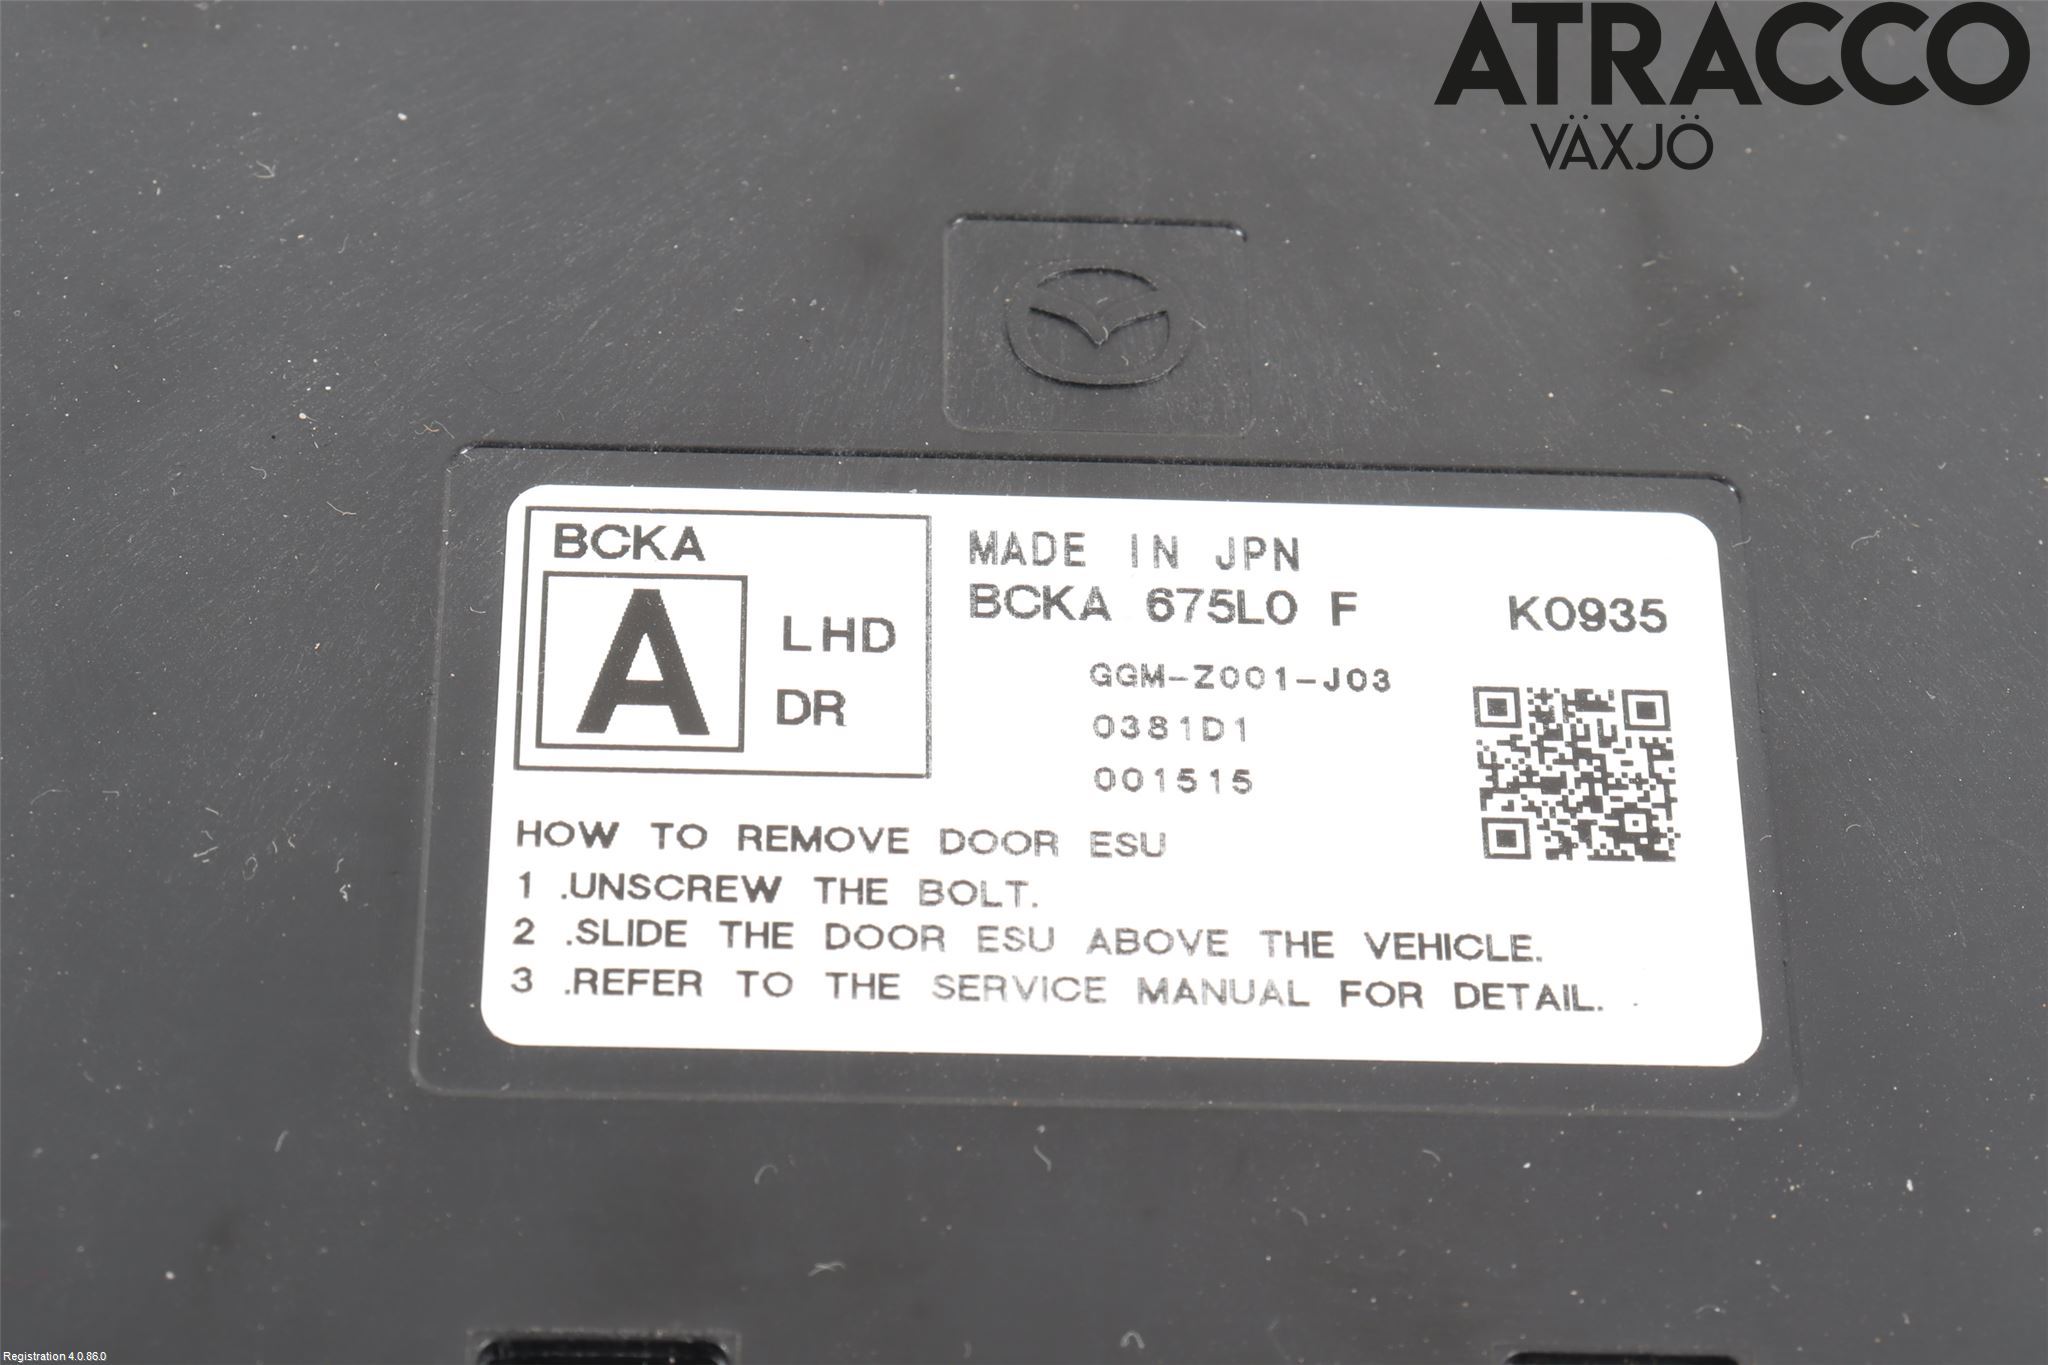 ATRACCO
VÄXJÖ
BCKA
A
LHD
DR
MADE IN JPN
BCKA 675L0 F
K0935
GGM-Z001-J03
0381D1
001515
HOW TO REMOVE DOOR ESU
1 .UNSCREW THE BOLT.
2 .SLIDE THE DOOR ESU ABOVE THE VEHICLE.
3 .REFER TO THE SERVICE MANUAL FOR DETAIL.
Registration 4.0.86.0